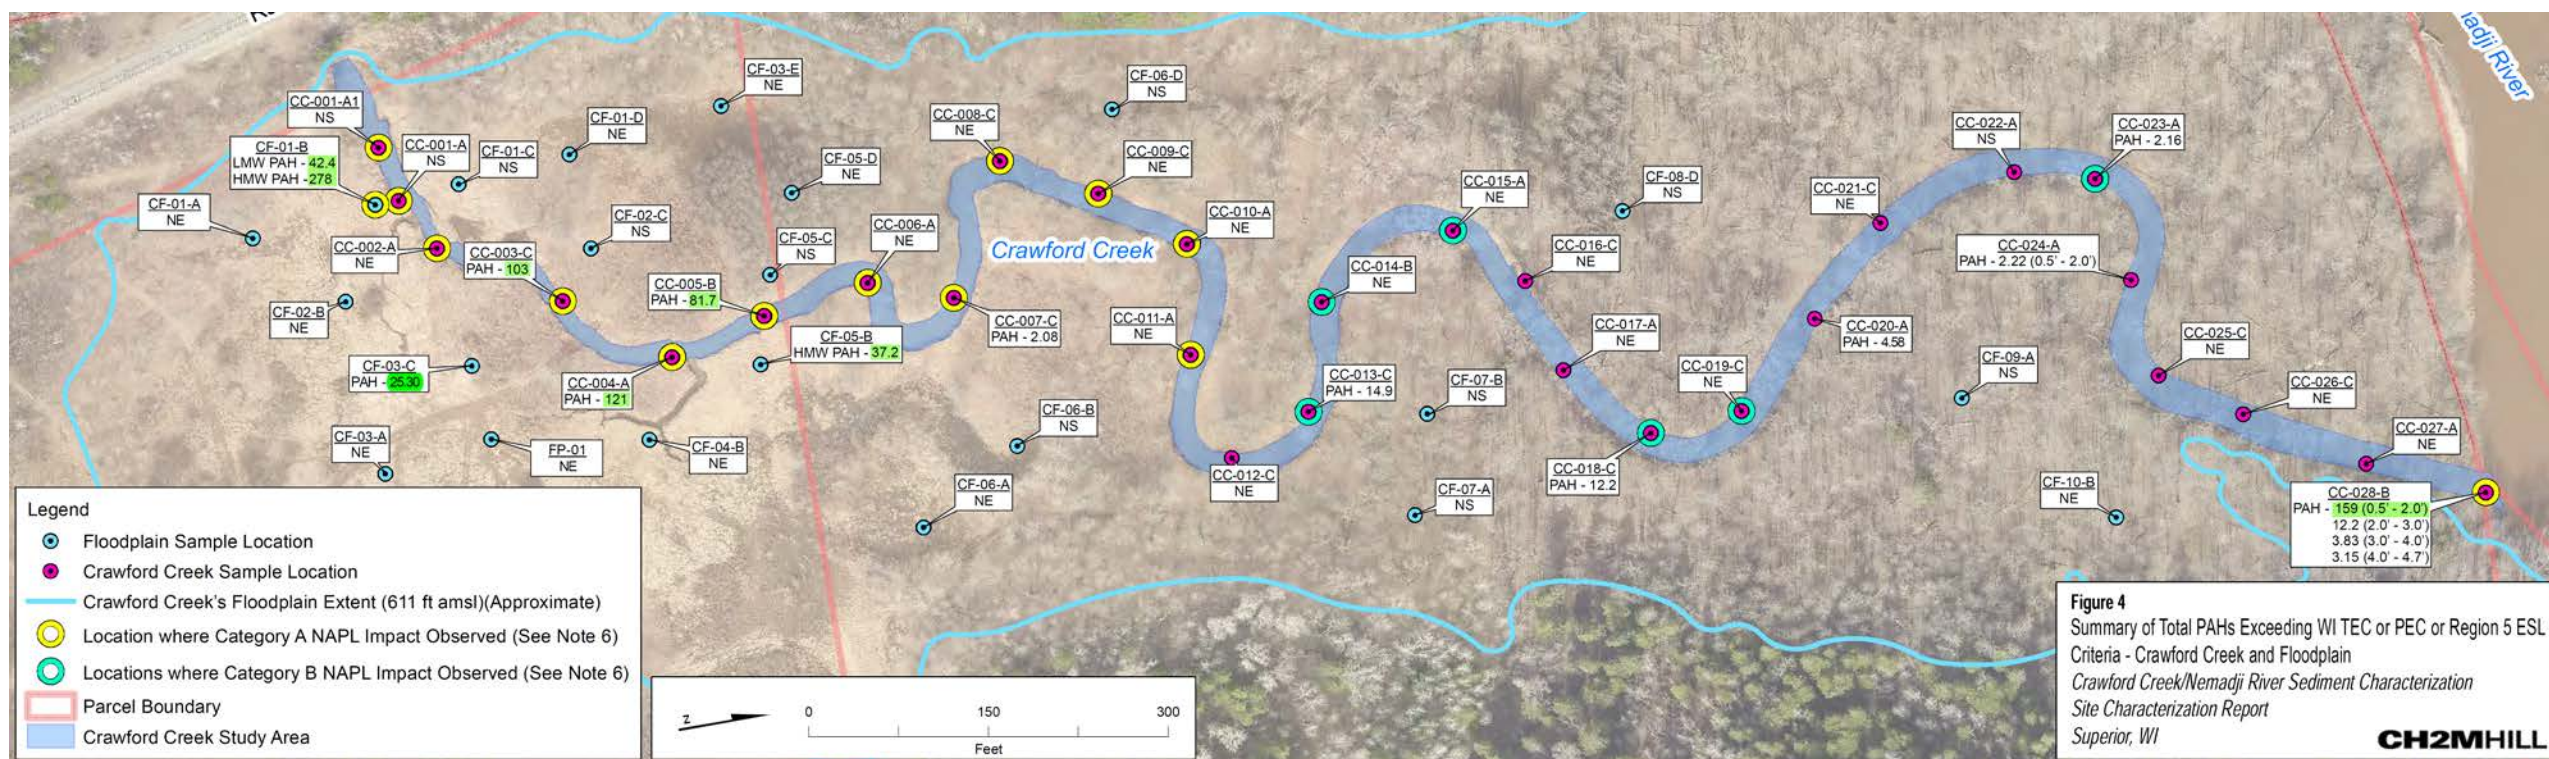 CC-001-A1
NS
CF-01-B
LMW PAH - 42.4
HMW PAH - 278
CC-001-A
NS
CF-01-C
NS
CF-01-D
NE
CF-03-E
NE
CF-01-A
NE
CC-002-A
NE
CC-003-C
PAH - 103
CF-02-C
NS
CF-05-D
NE
CF-05-C
NS
CC-006-A
NE
CC-005-B
PAH - 81.7
CF-02-B
NE
CF-03-C
PAH - 25.30
CC-004-A
PAH - 121
CF-05-B
HMW PAH - 37.2
CC-007-C
PAH - 2.08
CC-008-C
NE
CF-06-D
NS
CC-009-C
NE
CC-010-A
NE
Crawford Creek
CC-011-A
NE
CF-03-A
NE
FP-01
NE
CF-04-B
NE
CF-06-B
NS
CF-06-A
NE
CC-012-C
NE
CC-013-C
PAH - 14.9
CC-014-B
NE
CC-015-A
NE
CC-016-C
NE
CF-08-D
NS
CC-017-A
NE
CF-07-B
NS
CF-07-A
NS
CC-018-C
PAH - 12.2
CC-019-C
NE
CC-020-A
PAH - 4.58
CC-021-C
NE
CC-022-A
NS
CC-023-A
PAH - 2.16
CC-024-A
PAH - 2.22 (0.5' - 2.0')
CC-025-C
NE
CF-09-A
NS
CC-026-C
NE
CC-027-A
NE
CF-10-B
NE
CC-028-B
PAH - 159 (0.5' - 2.0')
12.2 (2.0' - 3.0')
3.83 (3.0' - 4.0')
3.15 (4.0' - 4.7')
River
Legend
Floodplain Sample Location
Crawford Creek Sample Location
Crawford Creek's Floodplain Extent (611 ft amsl)(Approximate)
Location where Category A NAPL Impact Observed (See Note 6)
Locations where Category B NAPL Impact Observed (See Note 6)
Parcel Boundary
Crawford Creek Study Area
Z
0 150 300
Feet
Figure 4
Summary of Total PAHs Exceeding WI TEC or PEC or Region 5 ESL
Criteria - Crawford Creek and Floodplain
Crawford Creek/Nemadji River Sediment Characterization
Site Characterization Report
Superior, WI
CH2MHILL